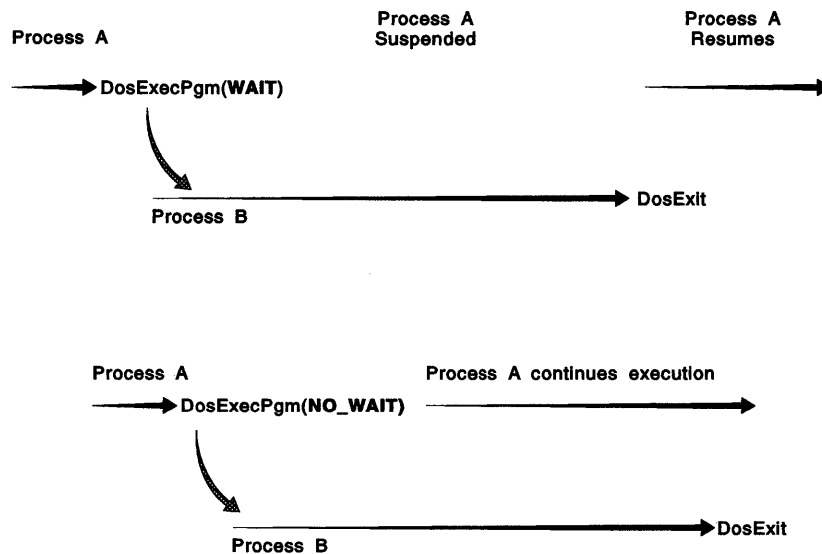 Process A
Process A
Suspended
Process A
Resumes
DosExecPgm(WAIT)
Process B
DosExit
Process A
Process A continues execution
DosExecPgm(NO_WAIT)
Process B
DosExit